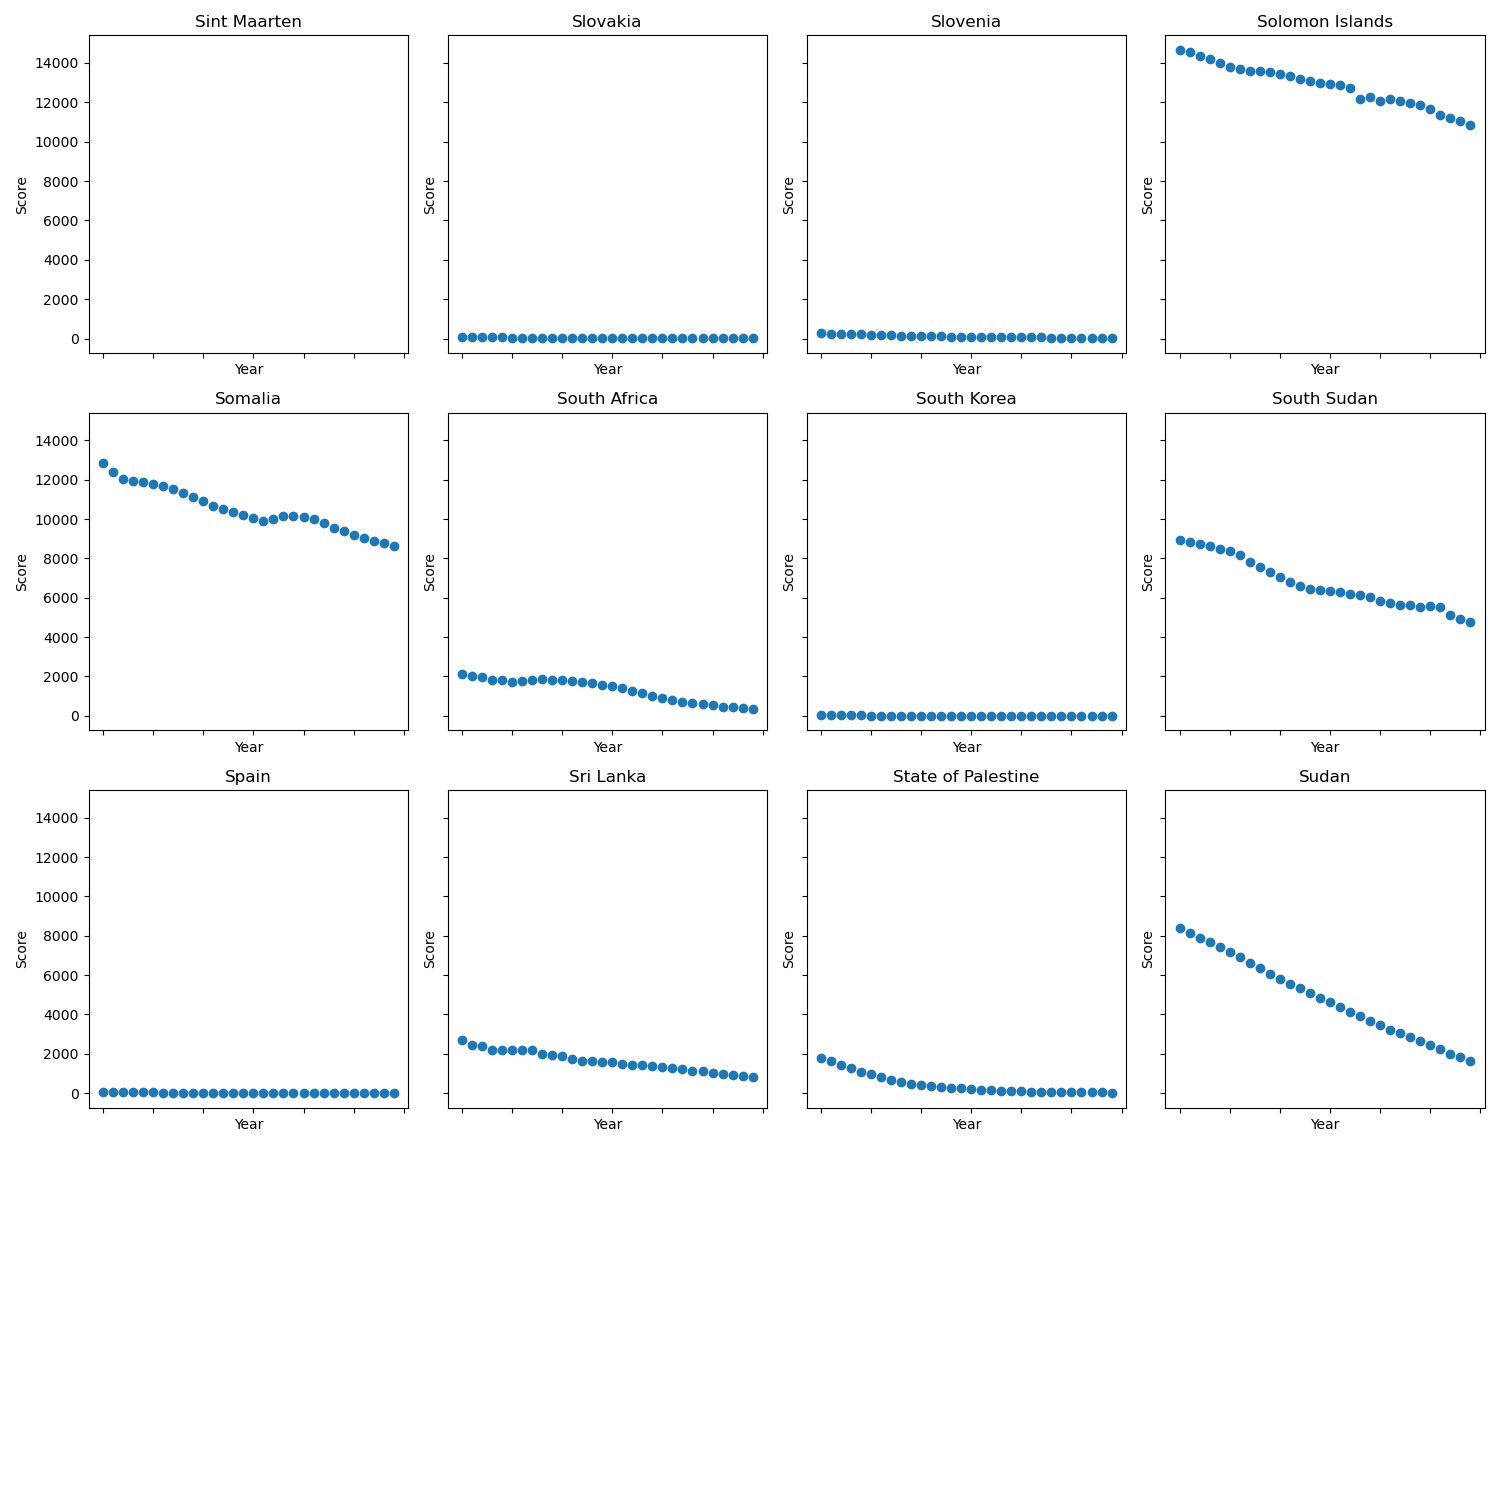 Sint Maarten
Slovakia
Slovenia
Solomon Islands
14000
12000
10000
8000
6000
4000
2000
0
Score
Score
Score
Score
Year
Year
Year
Year
Somalia
South Africa
South Korea
South Sudan
14000
12000
10000
8000
6000
4000
2000
0
Score
Score
Score
Score
Year
Year
Year
Year
Spain
Sri Lanka
State of Palestine
Sudan
14000
12000
10000
8000
6000
4000
2000
0
Score
Score
Score
Score
Year
Year
Year
Year